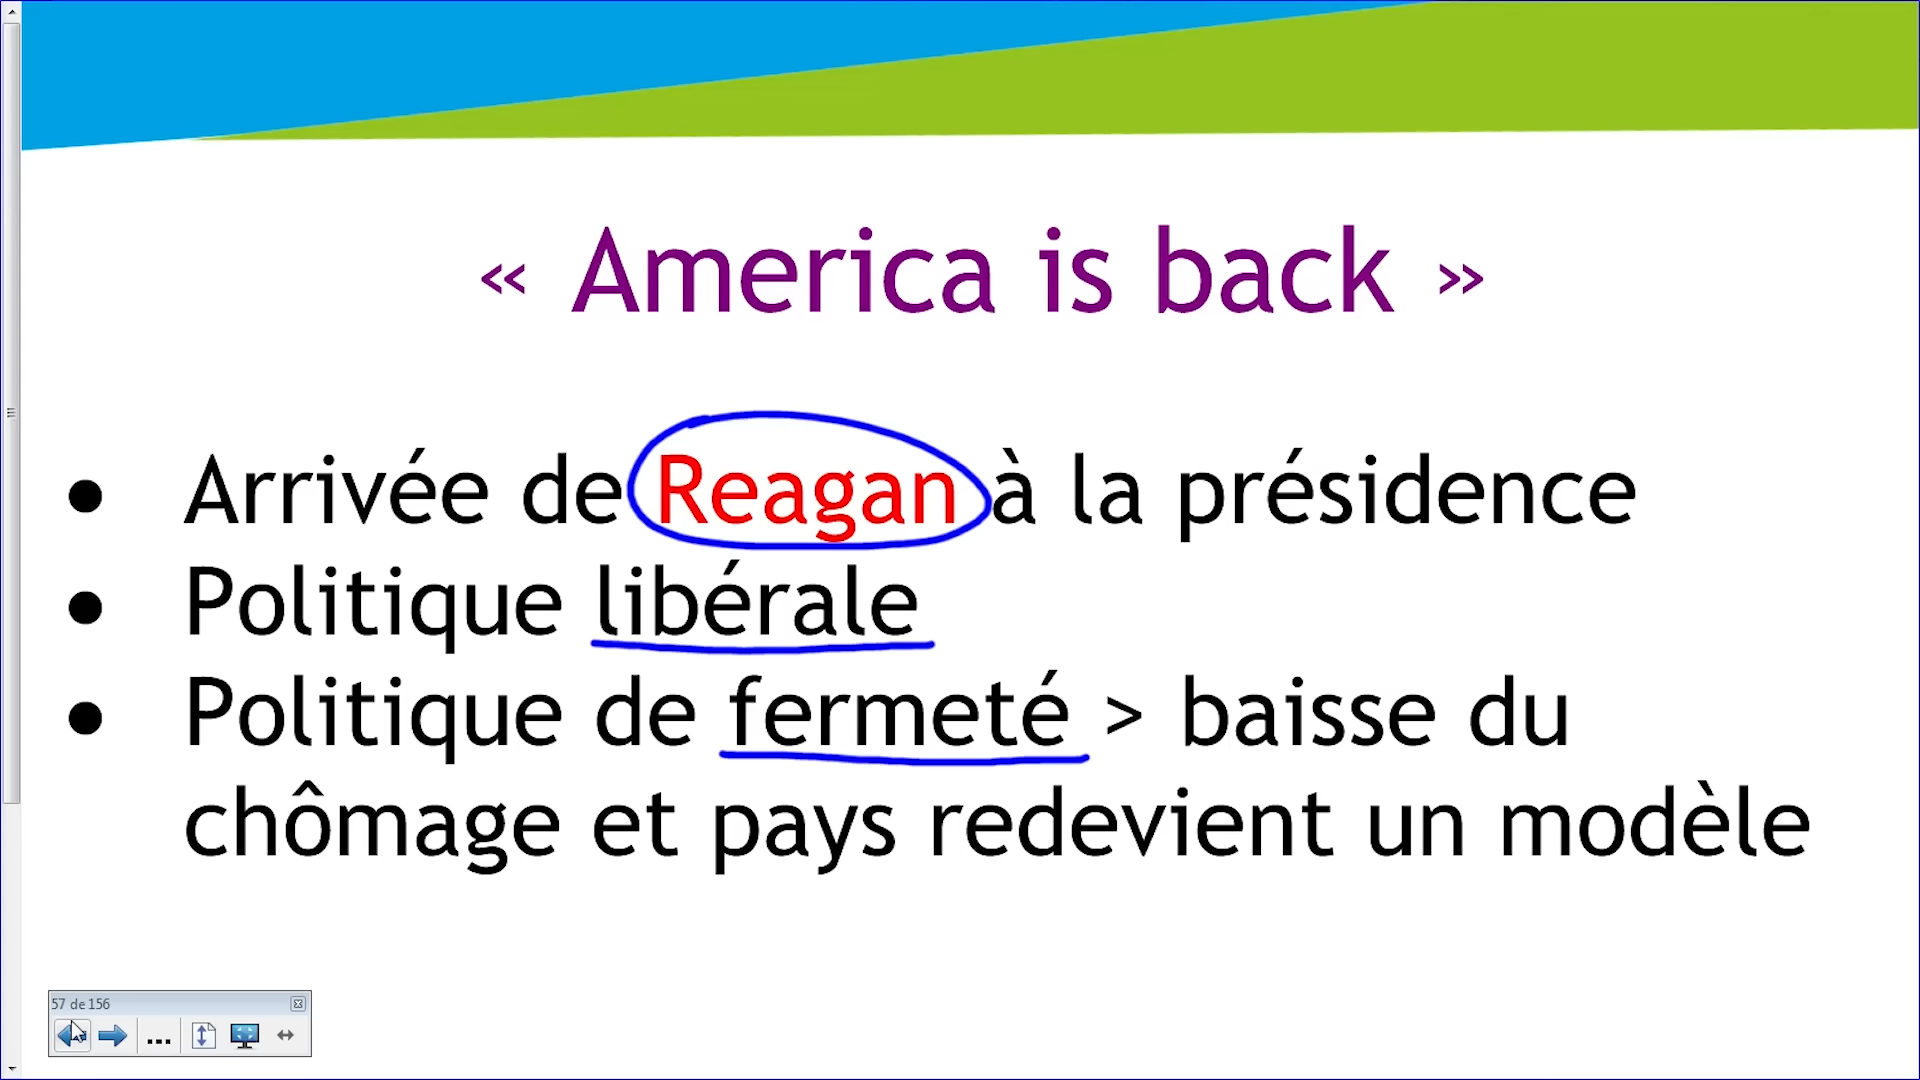 « America is back »
• Arrivée de Reagan à la présidence
• Politique libérale
• Politique de fermeté > baisse du
chômage et pays redevient un modèle
57 de 156
...